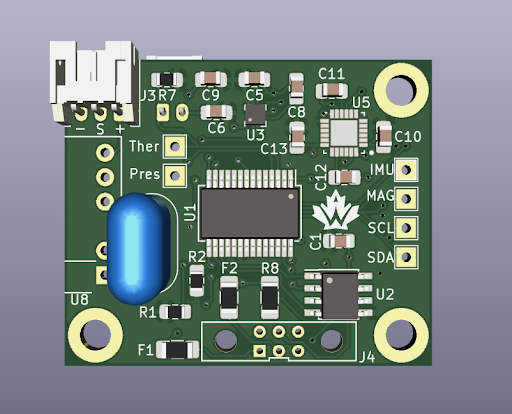 J3 R7 C9 C5 C8 C11
U5
C6 U3 C13 C10
− S +
Ther
Pres
IMU
MAG
SCL
SDA
C12
U1
C1
R2 F2 R8
U2
U8
R1
F1
J4